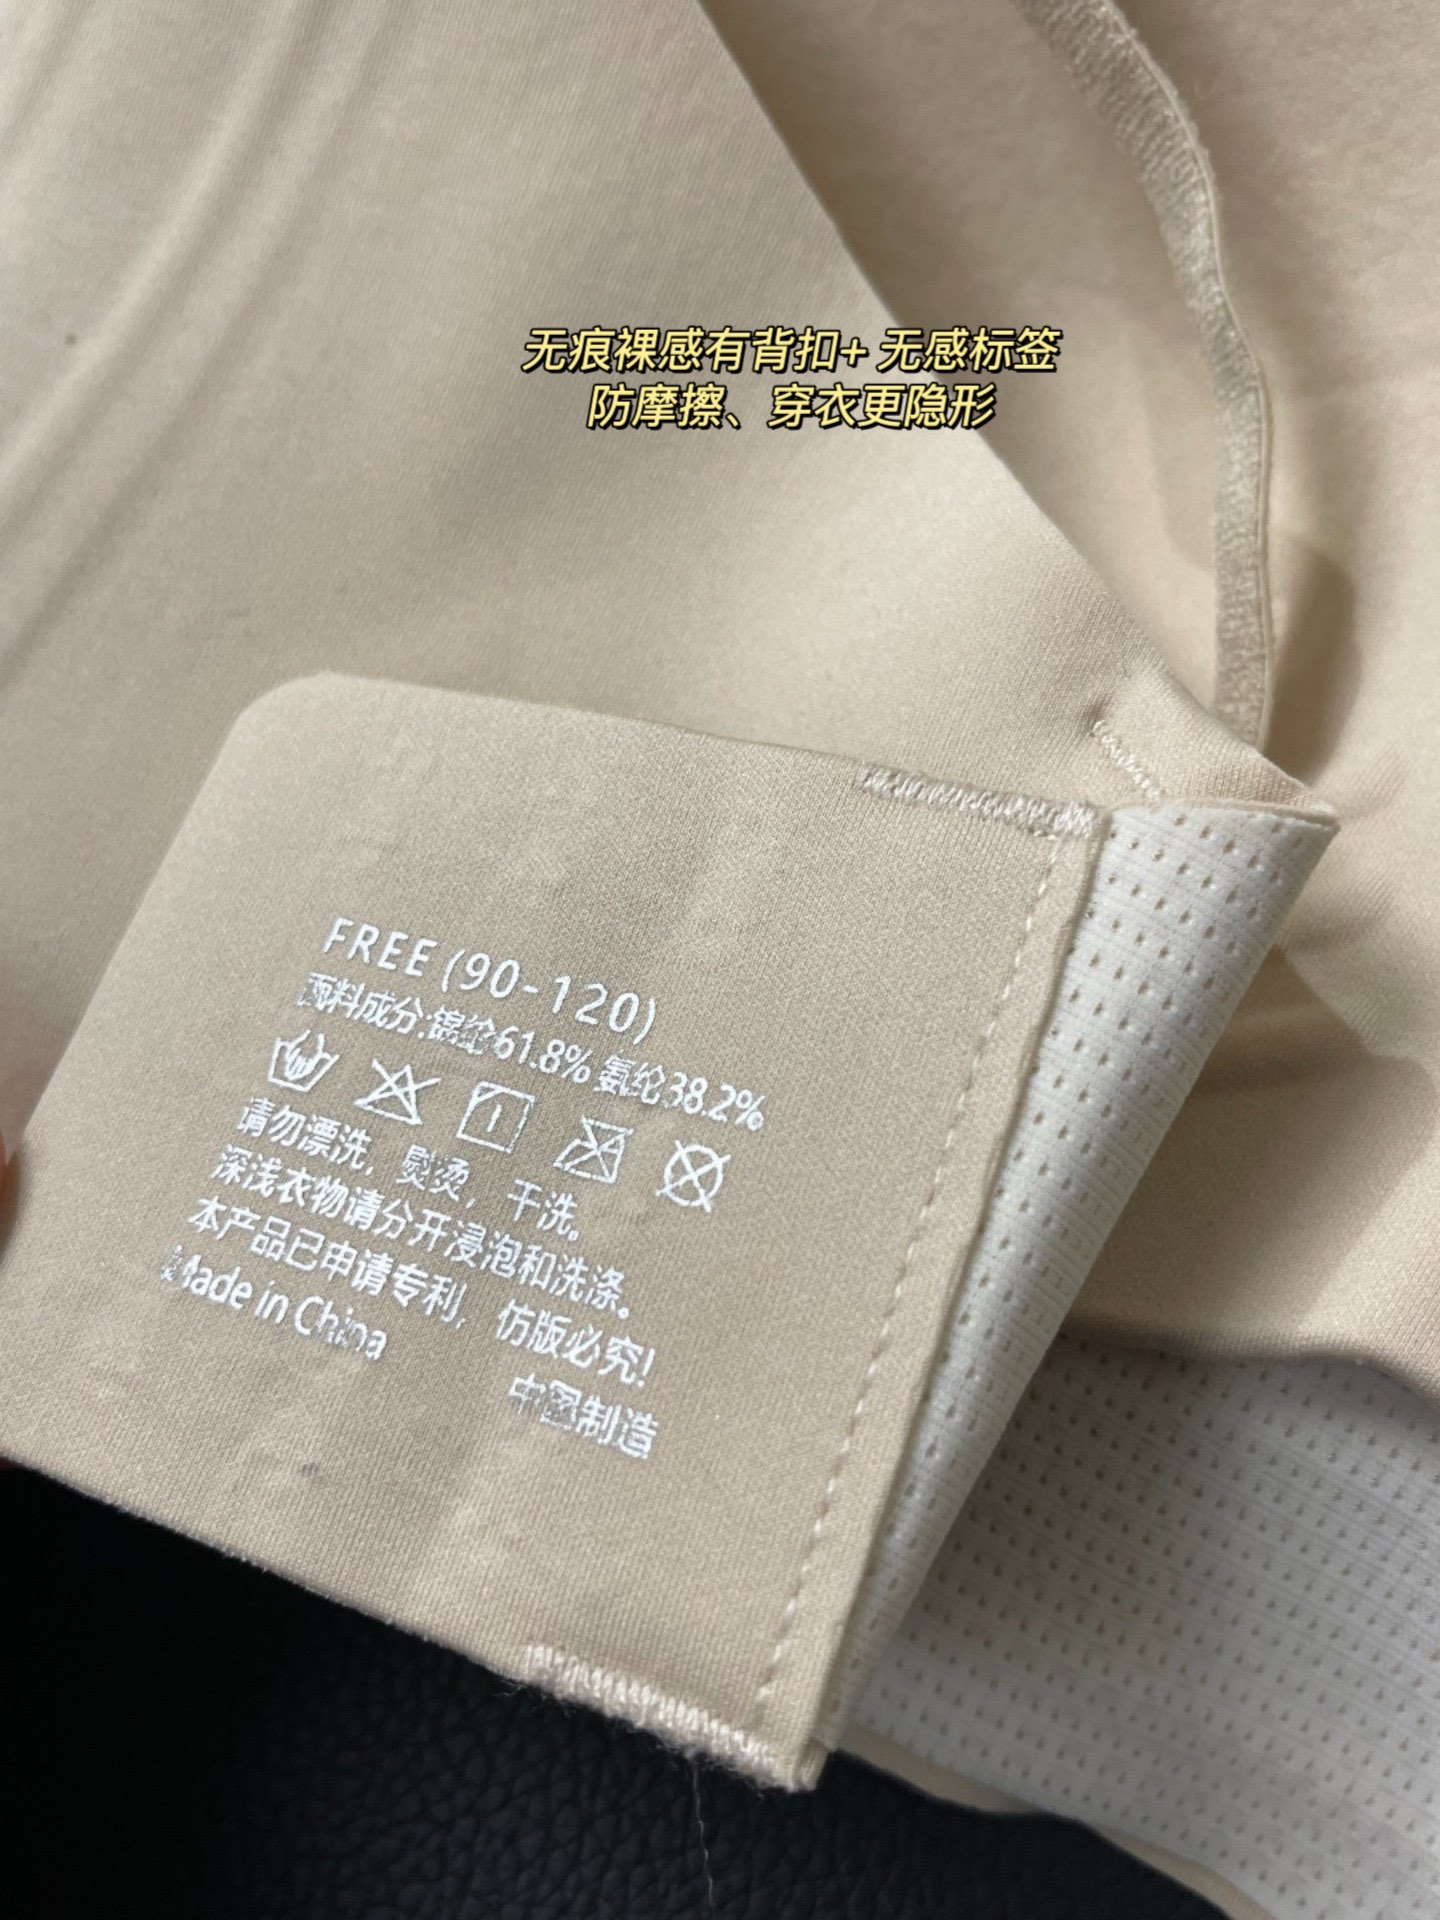 无痕裸感有背扣+ 无感标签
防摩擦、穿衣更隐形
FREE (90-120)
面料成分:锦纶61.8% 氨纶38.2%
请勿漂洗，熨烫，干洗。
深浅衣物请分开浸泡和洗涤。
本产品已申请专利，仿版必究!
Made in China
中国制造